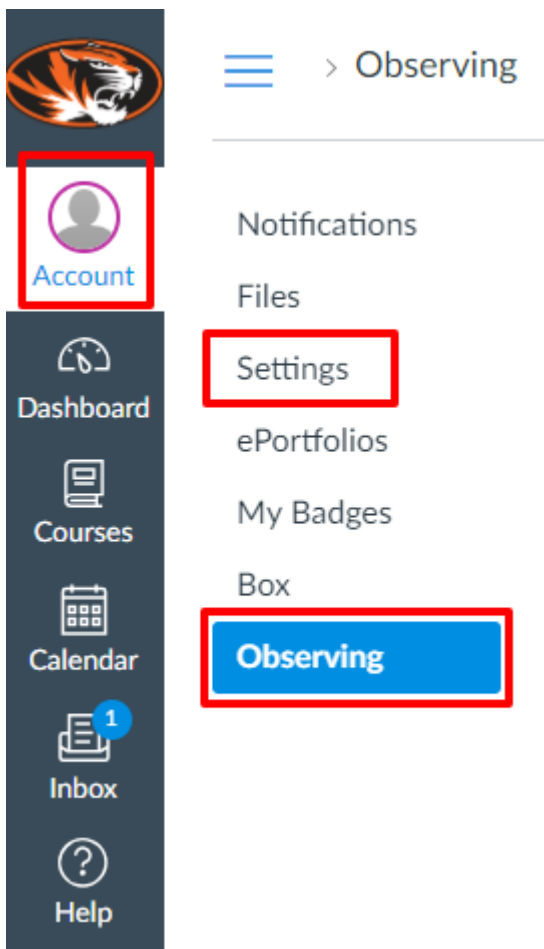 > Observing
Account
Dashboard
Courses
Calendar
1
Inbox
Help
Notifications
Files
Settings
ePortfolios
My Badges
Box
Observing